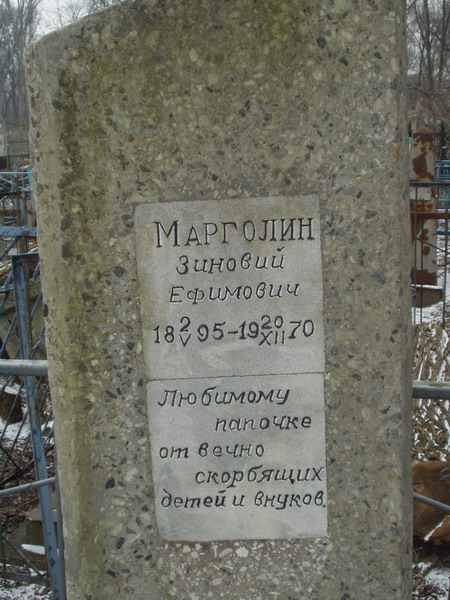 МАРГОЛИН
Зиновий
Ефимович
18 2/V 95–19 20/XII 70
Любимому
папочке
от вечно
скорбящих
детей и внуков.